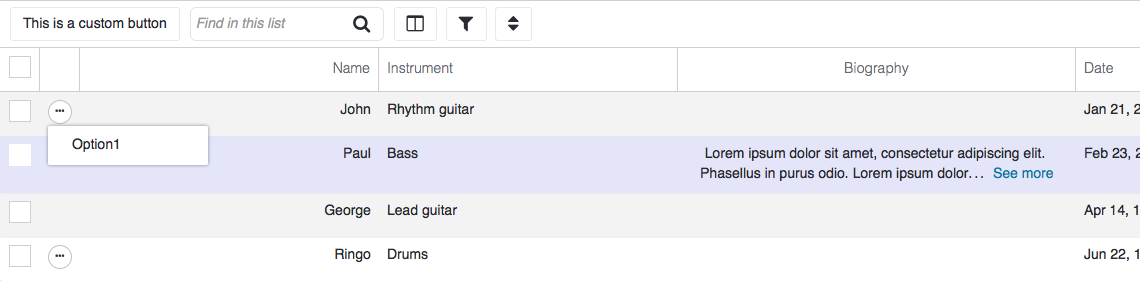 This is a custom button Find in this list
Name Instrument Biography Date
John Rhythm guitar Jan 21, 2
Option1
Paul Bass Lorem ipsum dolor sit amet, consectetur adipiscing elit. Feb 23, 2
Phasellus in purus odio. Lorem ipsum dolor... See more
George Lead guitar Apr 14, 1
Ringo Drums Jun 22, 1